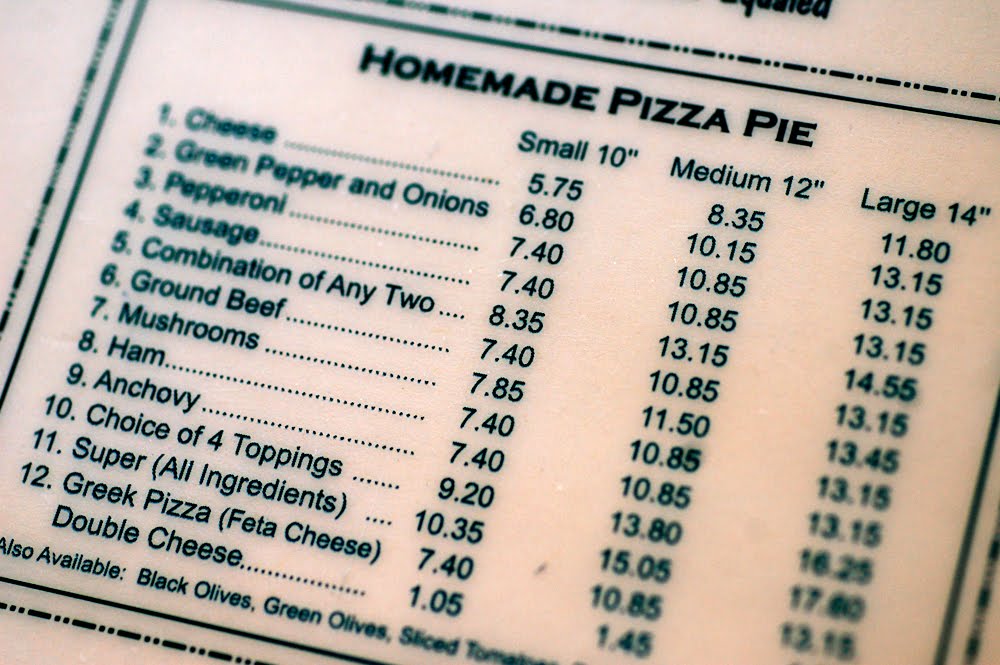 Equaled
HOMEMADE PIZZA PIE
Small 10" Medium 12" Large 14"
1. Cheese 5.75 8.35 11.80
2. Green Pepper and Onions 6.80 10.15 13.15
3. Pepperoni 7.40 10.85 13.15
4. Sausage 7.40 10.85 13.15
5. Combination of Any Two 8.35 13.15 14.55
6. Ground Beef 7.40 10.85 13.15
7. Mushrooms 7.85 11.50 13.45
8. Ham 7.40 10.85 13.15
9. Anchovy 7.40 10.85 13.15
10. Choice of 4 Toppings 9.20 13.80 16.25
11. Super (All Ingredients) 10.35 15.05 17.60
12. Greek Pizza (Feta Cheese) 7.40 10.85 13.15
Double Cheese 1.05 1.45
Also Available: Black Olives, Green Olives, Sliced